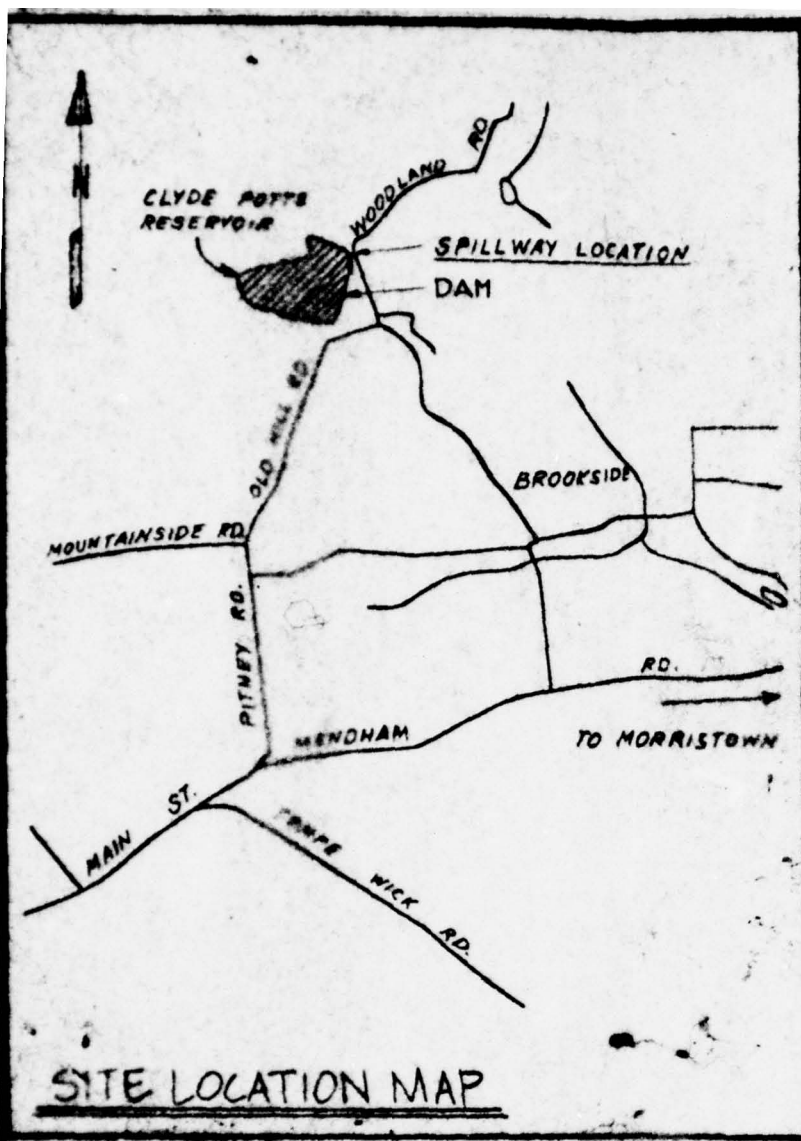 N
CLYDE POTTS
RESERVOIR
WOODLAND RD
SPILLWAY LOCATION
DAM
OLD MILL RD
BROOKSIDE
MOUNTAINSIDE RD.
PITNEY RD.
RD.
MENDHAM
TO MORRISTOWN
MAIN ST.
WICK RD.
SITE LOCATION MAP